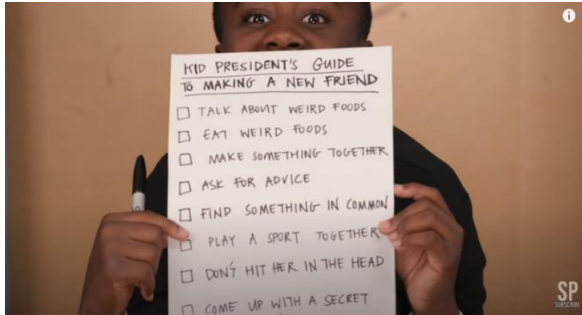 KID PRESIDENT'S GUIDE
TO MAKING A NEW FRIEND
TALK ABOUT WEIRD FOODS
EAT WEIRD FOODS
MAKE SOMETHING TOGETHER
ASK FOR ADVICE
FIND SOMETHING IN COMMON
PLAY A SPORT TOGETHER
DON'T HIT HER IN THE HEAD
COME UP WITH A SECRET
i
SP
SUBSCRIBE